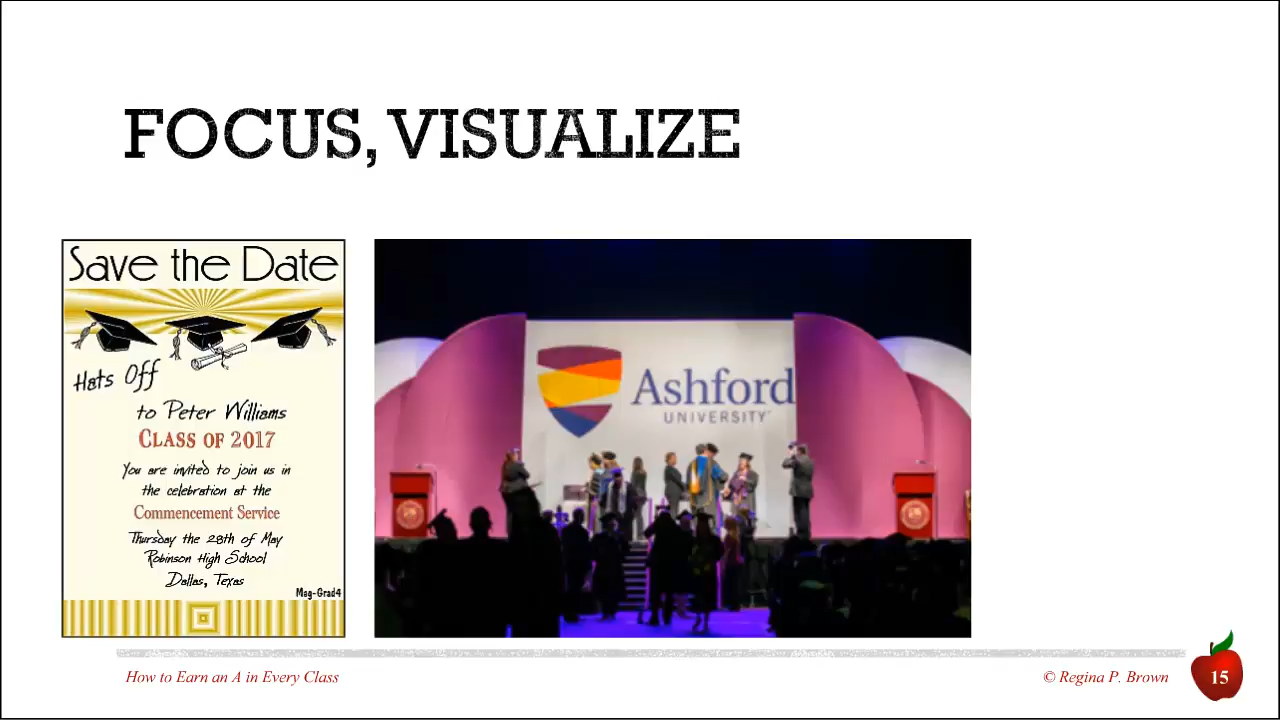 FOCUS, VISUALIZE
Save the Date
Hats Off
to Peter Williams
CLASS OF 2017
You are invited to join us in
the celebration at the
Commencement Service
Thursday the 28th of May
Robinson High School
Dallas, Texas
Mag-Grad4
Ashford
UNIVERSITY
How to Earn an A in Every Class
© Regina P. Brown
15